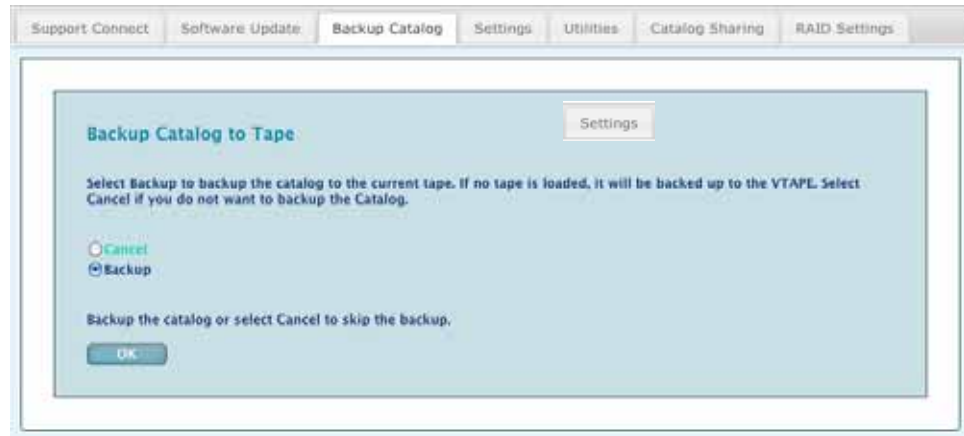 Support Connect
Software Update
Backup Catalog
Settings
Utilities
Catalog Sharing
RAID Settings
Backup Catalog to Tape
Settings
Select Backup to backup the catalog to the current tape. If no tape is loaded, it will be backed up to the VTAPE. Select
Cancel if you do not want to backup the Catalog.
Cancel
Backup
Backup the catalog or select Cancel to skip the backup.
OK